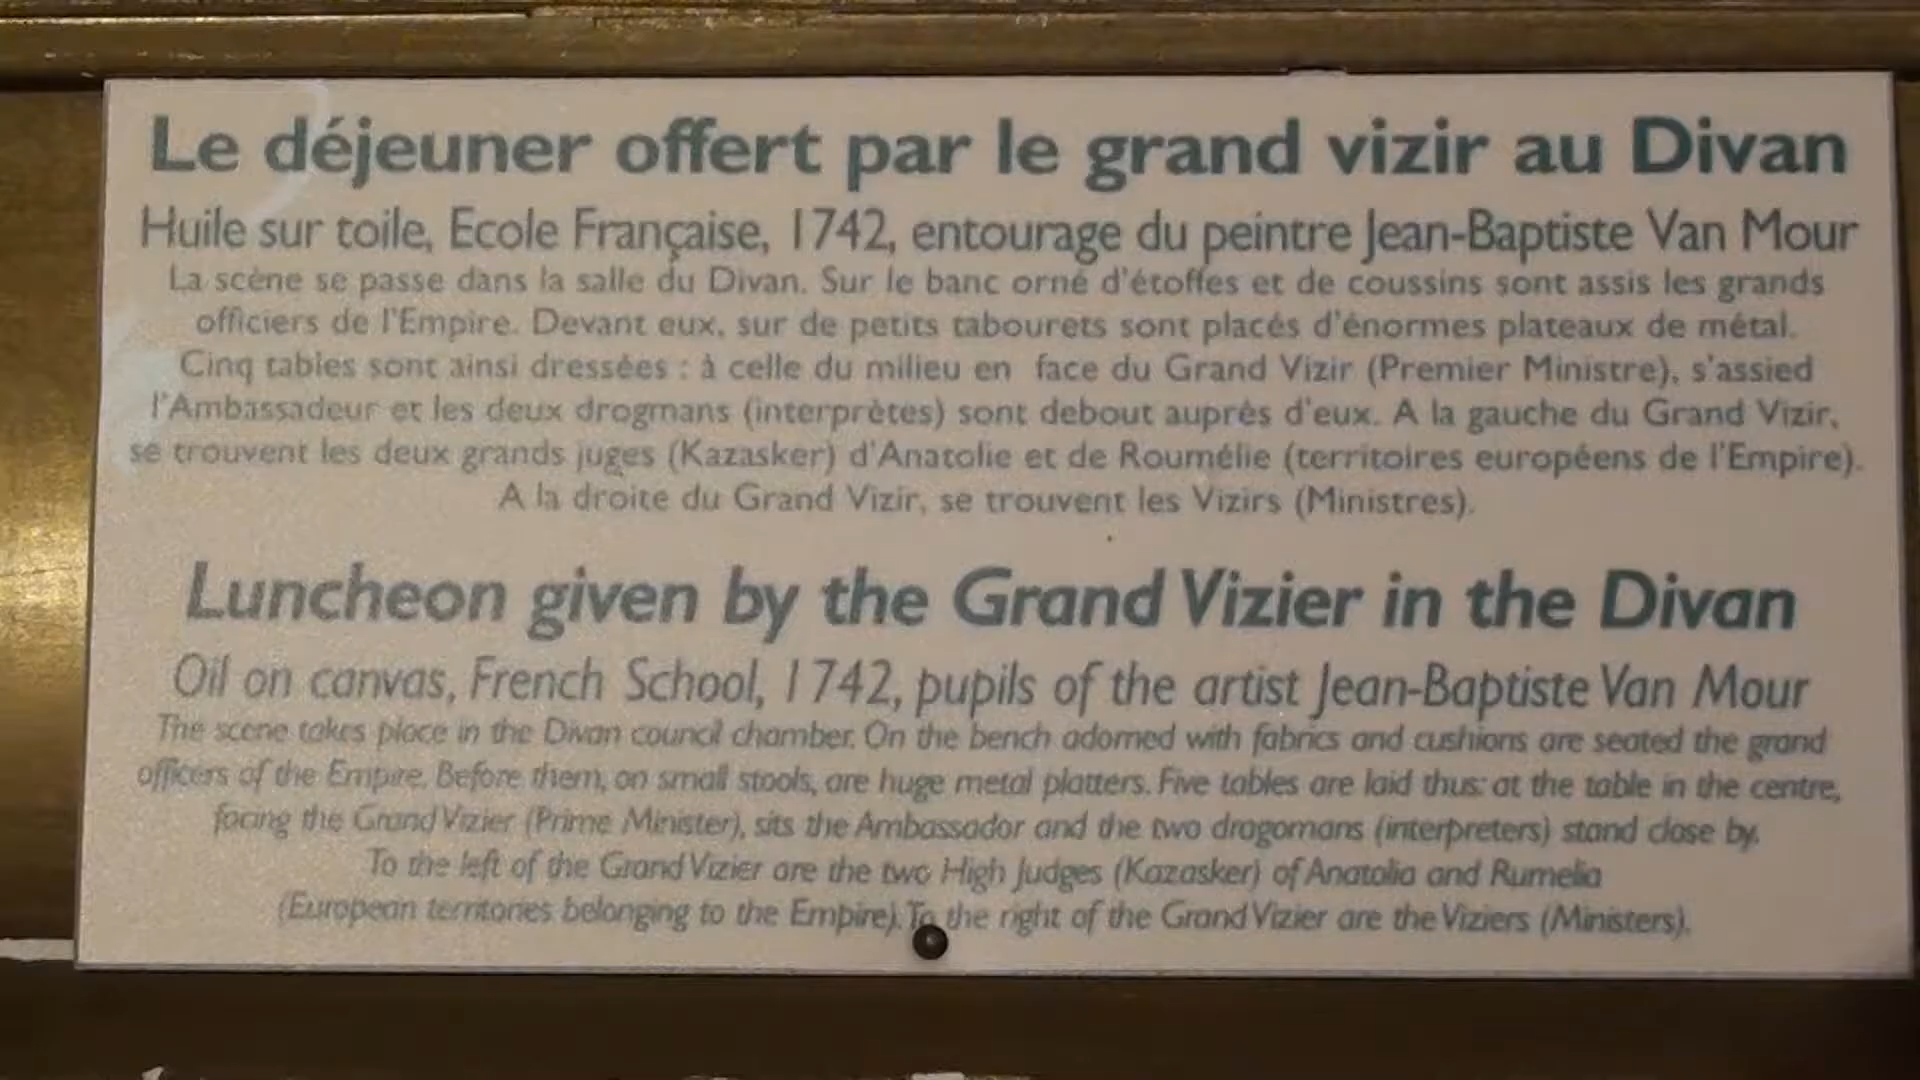 Le déjeuner offert par le grand vizir au Divan
Huile sur toile, Ecole Française, 1742, entourage du peintre Jean-Baptiste Van Mour
La scène se passe dans la salle du Divan. Sur le banc orné d'étoffes et de coussins sont assis les grands
officiers de l'Empire. Devant eux, sur de petits tabourets sont placés d'énormes plateaux de métal.
Cinq tables sont ainsi dressées : à celle du milieu en face du Grand Vizir (Premier Ministre), s'assied
l'Ambassadeur et les deux drogmans (interprètes) sont debout auprès d'eux. A la gauche du Grand Vizir,
se trouvent les deux grands juges (Kazasker) d'Anatolie et de Roumélie (territoires européens de l'Empire).
A la droite du Grand Vizir, se trouvent les Vizirs (Ministres).
Luncheon given by the Grand Vizier in the Divan
Oil on canvas, French School, 1742, pupils of the artist Jean-Baptiste Van Mour
The scene takes place in the Divan council chamber. On the bench adorned with fabrics and cushions are seated the grand
officers of the Empire. Before them, on small stools, are huge metal platters. Five tables are laid thus: at the table in the centre,
facing the Grand Vizier (Prime Minister), sits the Ambassador and the two dragomans (interpreters) stand close by.
To the left of the Grand Vizier are the two High Judges (Kazasker) of Anatolia and Rumelia
(European territories belonging to the Empire). To the right of the Grand Vizier are the Viziers (Ministers).